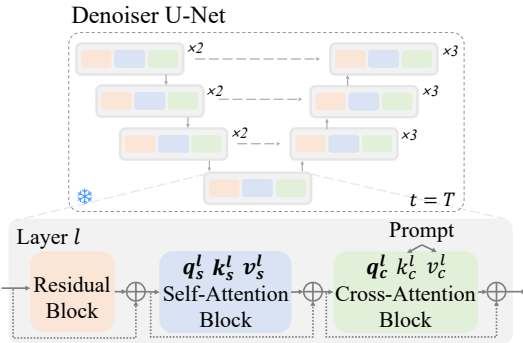 Denoiser U-Net
×2
×3
×2
×3
×2
×3
t = T
Layer l
Prompt
Residual
Block
q_s^l k_s^l v_s^l
Self-Attention
Block
q_c^l k_c^l v_c^l
Cross-Attention
Block